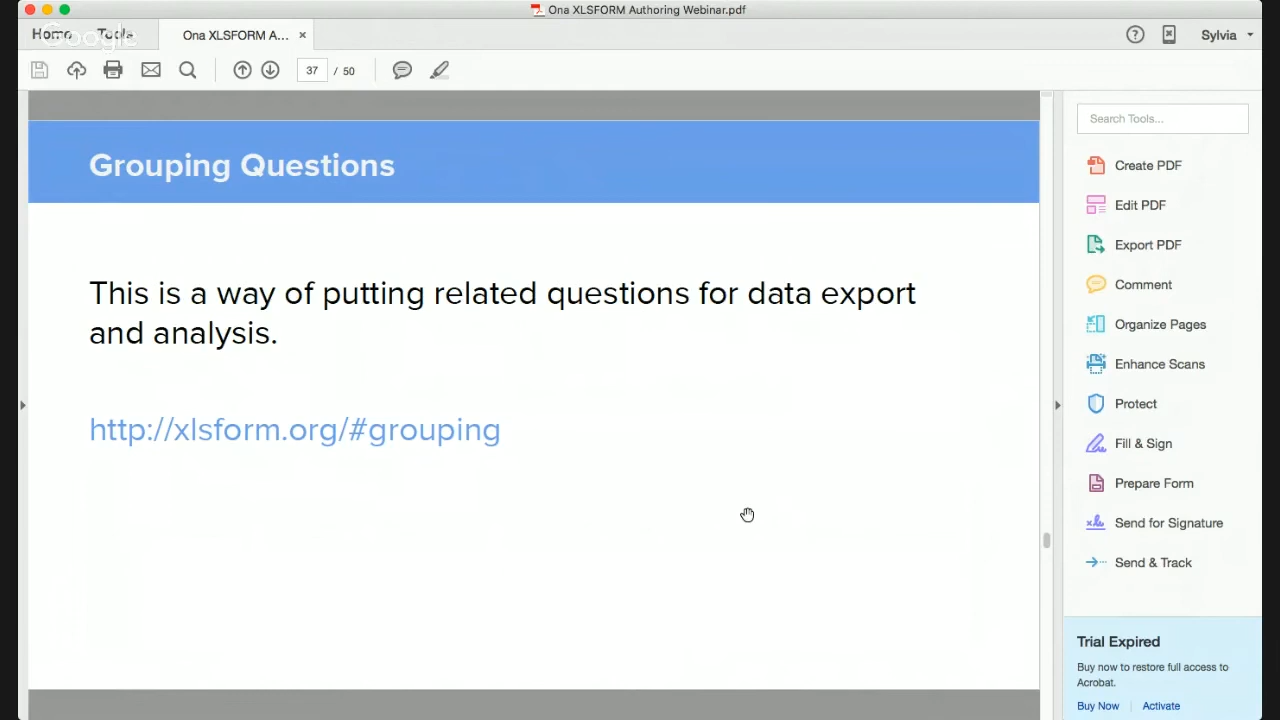 Ona XLSFORM Authoring Webinar.pdf
Home Tools Ona XLSFORM A... × ? Sylvia
Google
37 / 50
Search Tools...
Grouping Questions
This is a way of putting related questions for data export
and analysis.
http://xlsform.org/#grouping
Create PDF
Edit PDF
Export PDF
Comment
Organize Pages
Enhance Scans
Protect
Fill & Sign
Prepare Form
Send for Signature
Send & Track
Trial Expired
Buy now to restore full access to
Acrobat.
Buy Now Activate